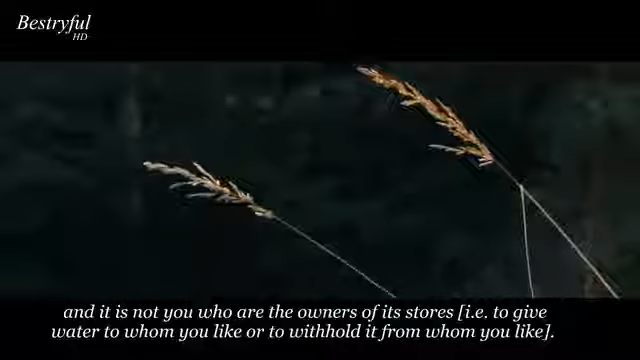 Bestryful
HD
and it is not you who are the owners of its stores [i.e. to give
water to whom you like or to withhold it from whom you like].